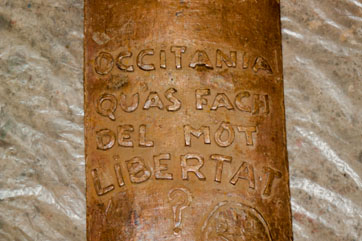 OCCITANIA
QUAS FACH
DEL MÒT
LIBERTAT
?